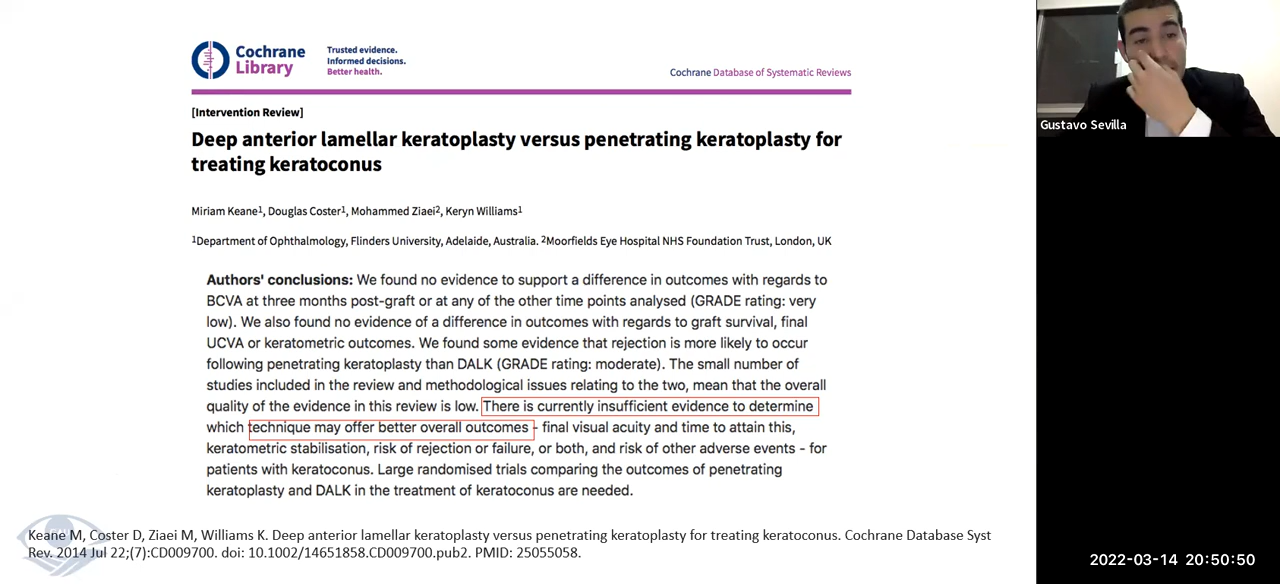 Cochrane
Library
Trusted evidence.
Informed decisions.
Better health.
Cochrane Database of Systematic Reviews
[Intervention Review]
Deep anterior lamellar keratoplasty versus penetrating keratoplasty for
treating keratoconus
Miriam Keane1, Douglas Coster1, Mohammed Ziaei2, Keryn Williams1
1Department of Ophthalmology, Flinders University, Adelaide, Australia. 2Moorfields Eye Hospital NHS Foundation Trust, London, UK
Authors' conclusions: We found no evidence to support a difference in outcomes with regards to
BCVA at three months post-graft or at any of the other time points analysed (GRADE rating: very
low). We also found no evidence of a difference in outcomes with regards to graft survival, final
UCVA or keratometric outcomes. We found some evidence that rejection is more likely to occur
following penetrating keratoplasty than DALK (GRADE rating: moderate). The small number of
studies included in the review and methodological issues relating to the two, mean that the overall
quality of the evidence in this review is low. There is currently insufficient evidence to determine
which technique may offer better overall outcomes - final visual acuity and time to attain this,
keratometric stabilisation, risk of rejection or failure, or both, and risk of other adverse events - for
patients with keratoconus. Large randomised trials comparing the outcomes of penetrating
keratoplasty and DALK in the treatment of keratoconus are needed.
Keane M, Coster D, Ziaei M, Williams K. Deep anterior lamellar keratoplasty versus penetrating keratoplasty for treating keratoconus. Cochrane Database Syst
Rev. 2014 Jul 22;(7):CD009700. doi: 10.1002/14651858.CD009700.pub2. PMID: 25055058.
Gustavo Sevilla
2022-03-14 20:50:50